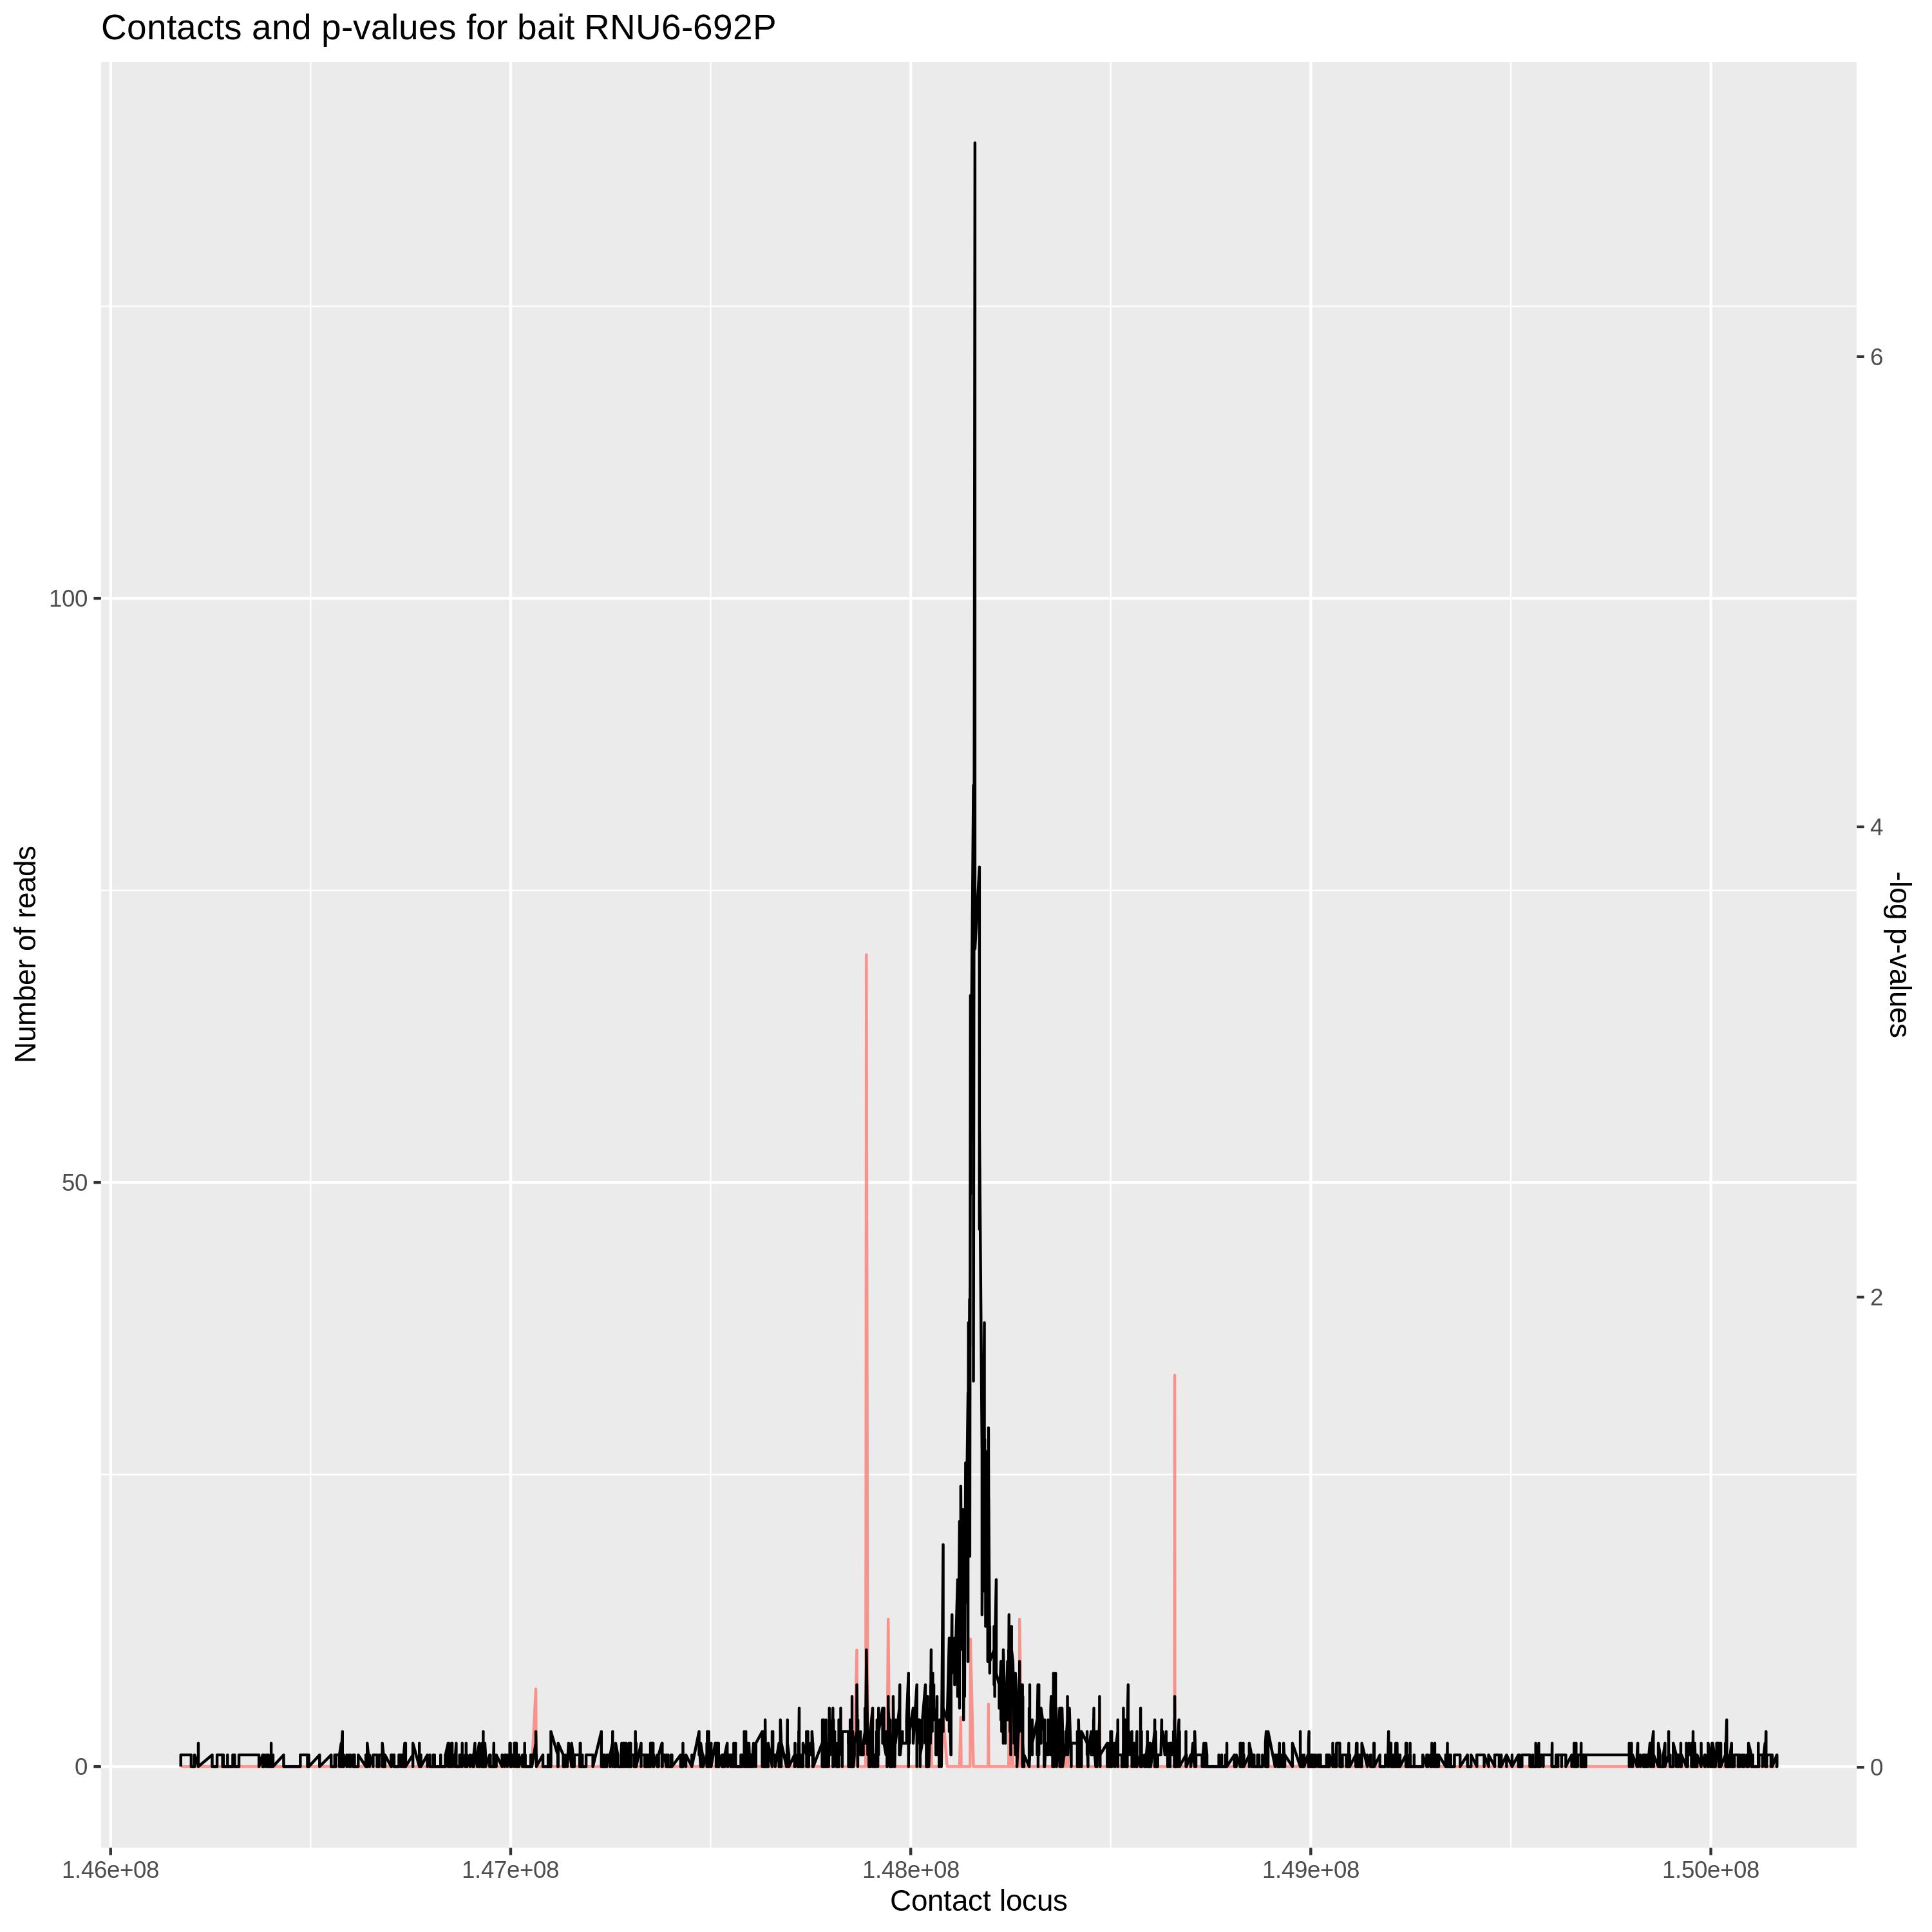 Contacts and p-values for bait RNU6-692P
Number of reads
100
50
0
6
4
2
0
-log p-values
1.46e+08
1.47e+08
1.48e+08
1.49e+08
1.50e+08
Contact locus